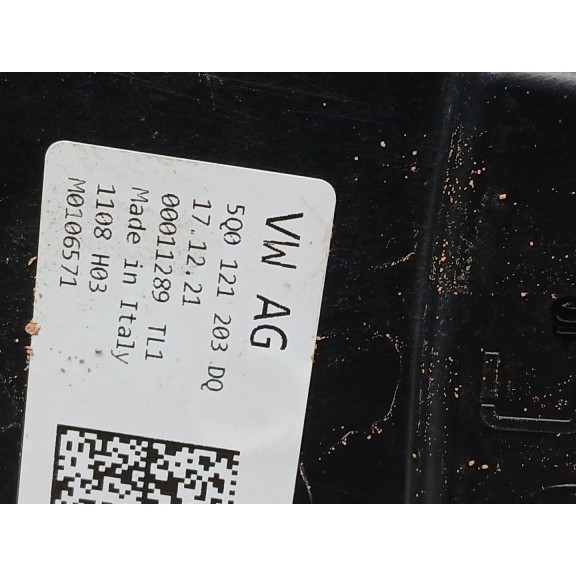 VW AG
5Q0 121 203 DQ
17.12.21
00011289 TL1
Made in Italy
1108 H03
M0106571